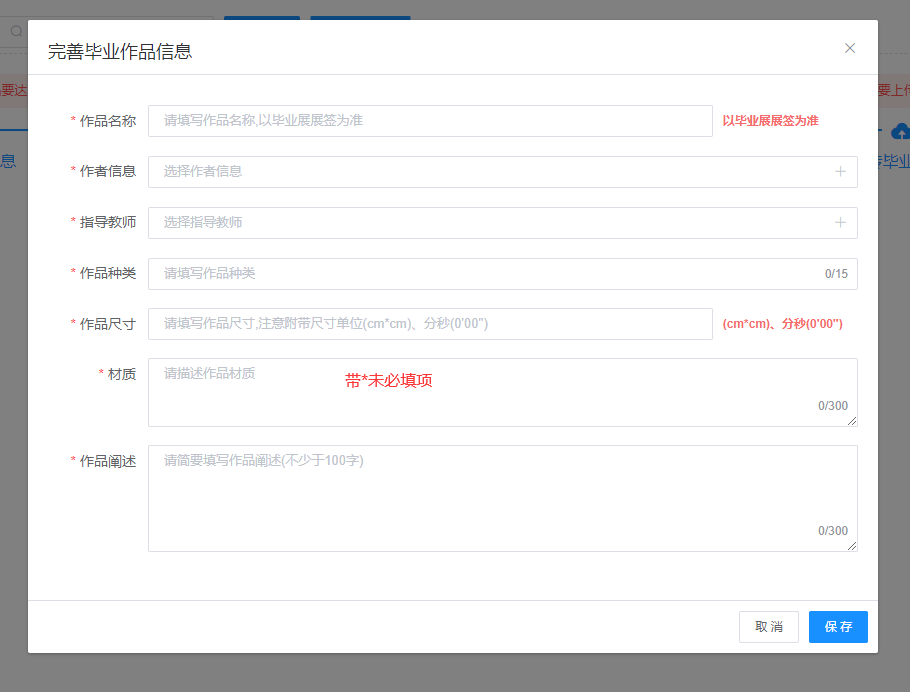 完善毕业作品信息
要达
要上传
* 作品名称 请填写作品名称,以毕业展展签为准 以毕业展展签为准
息
* 作者信息 选择作者信息
毕业
* 指导教师 选择指导教师
* 作品种类 请填写作品种类 0/15
* 作品尺寸 请填写作品尺寸,注意附带尺寸单位(cm*cm)、分秒(0'00") (cm*cm)、分秒(0'00")
* 材质 请描述作品材质
带*未必填项
0/300
* 作品阐述 请简要填写作品阐述(不少于100字)
0/300
取消 保存